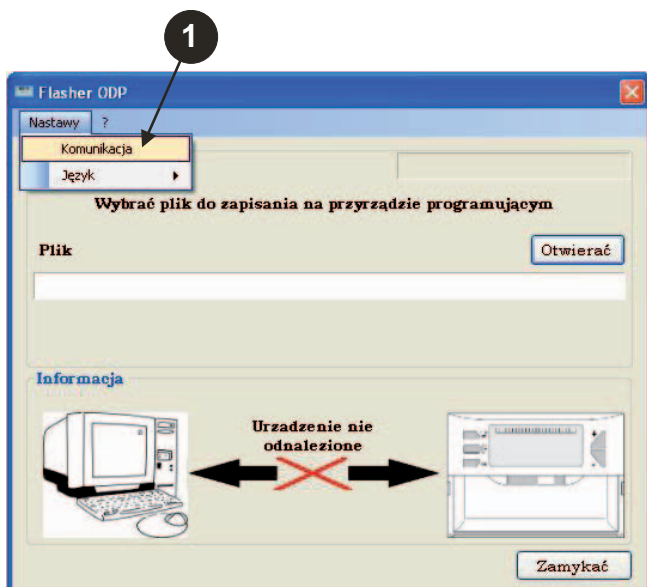 1
Flasher ODP
Nastawy ?
Komunikacja
Język
Wybrać plik do zapisania na przyrządzie programującym
Plik
Otwierać
Informacja
Urzadzenie nie
odnalezione
Zamykać